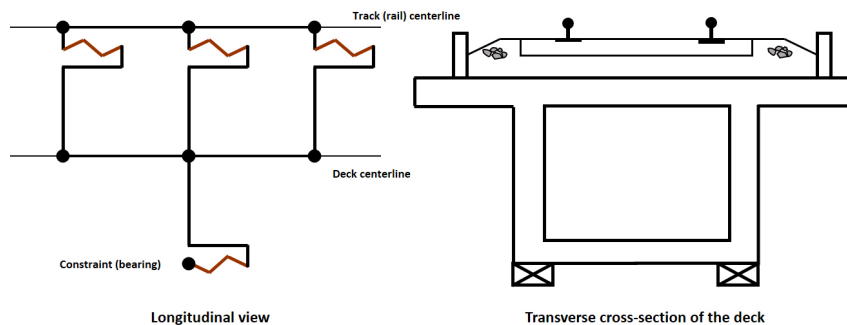 Track (rail) centerline
Deck centerline
Constraint (bearing)
Longitudinal view
Transverse cross-section of the deck